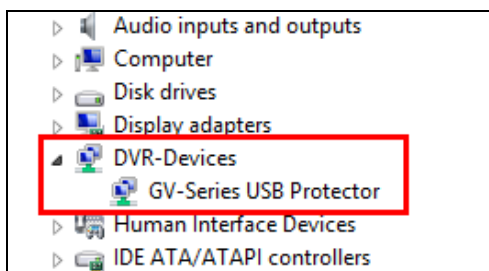 Audio inputs and outputs
Computer
Disk drives
Display adapters
DVR-Devices
GV-Series USB Protector
Human Interface Devices
IDE ATA/ATAPI controllers